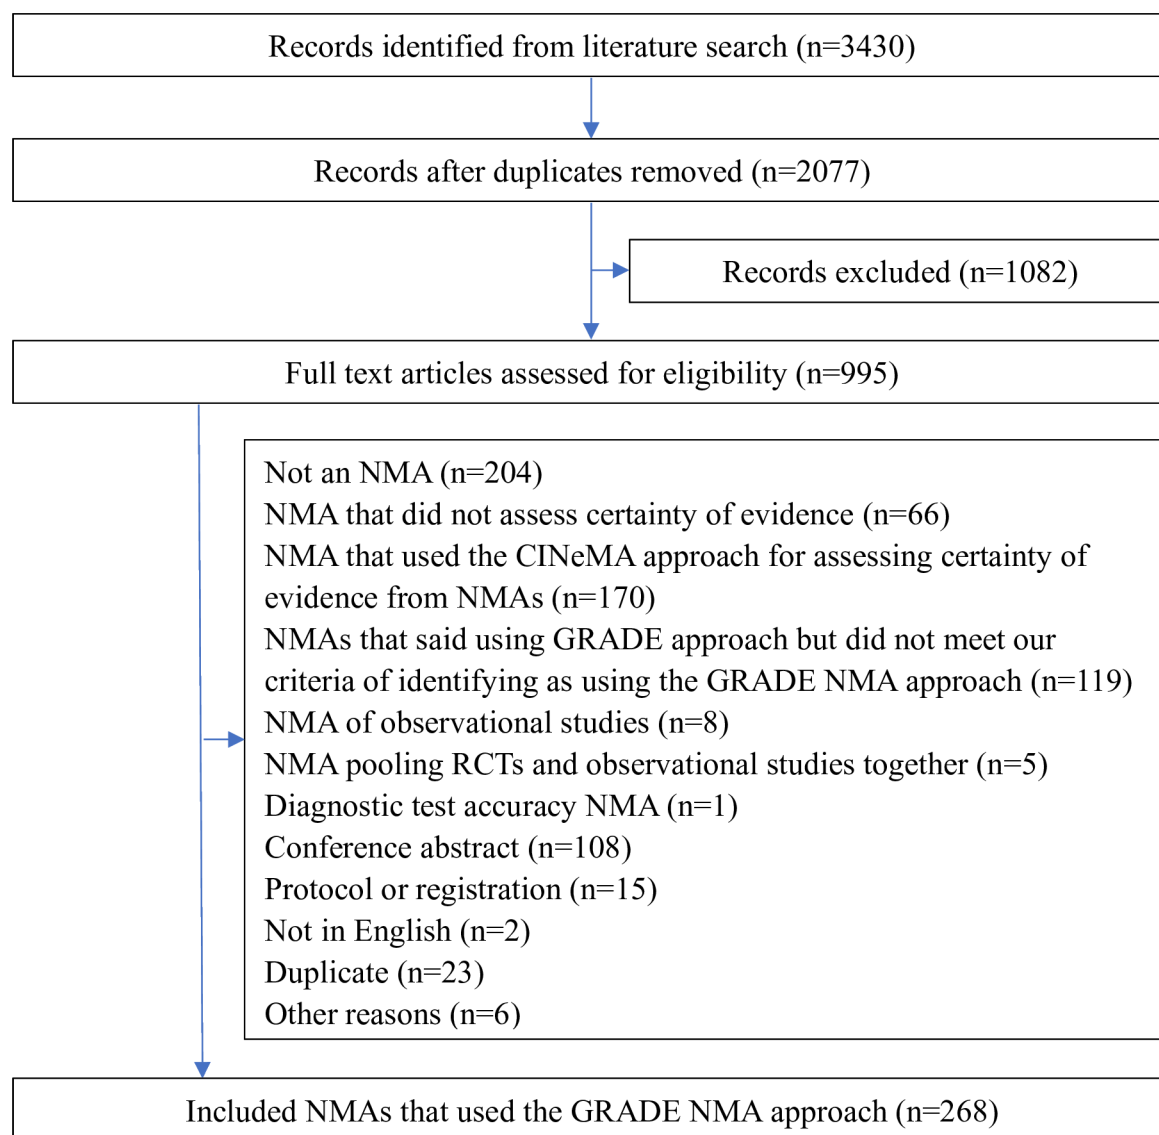 Records identified from literature search (n=3430)
Records after duplicates removed (n=2077)
Records excluded (n=1082)
Full text articles assessed for eligibility (n=995)
Not an NMA (n=204)
NMA that did not assess certainty of evidence (n=66)
NMA that used the CINeMA approach for assessing certainty of
evidence from NMAs (n=170)
NMAs that said using GRADE approach but did not meet our
criteria of identifying as using the GRADE NMA approach (n=119)
NMA of observational studies (n=8)
NMA pooling RCTs and observational studies together (n=5)
Diagnostic test accuracy NMA (n=1)
Conference abstract (n=108)
Protocol or registration (n=15)
Not in English (n=2)
Duplicate (n=23)
Other reasons (n=6)
Included NMAs that used the GRADE NMA approach (n=268)